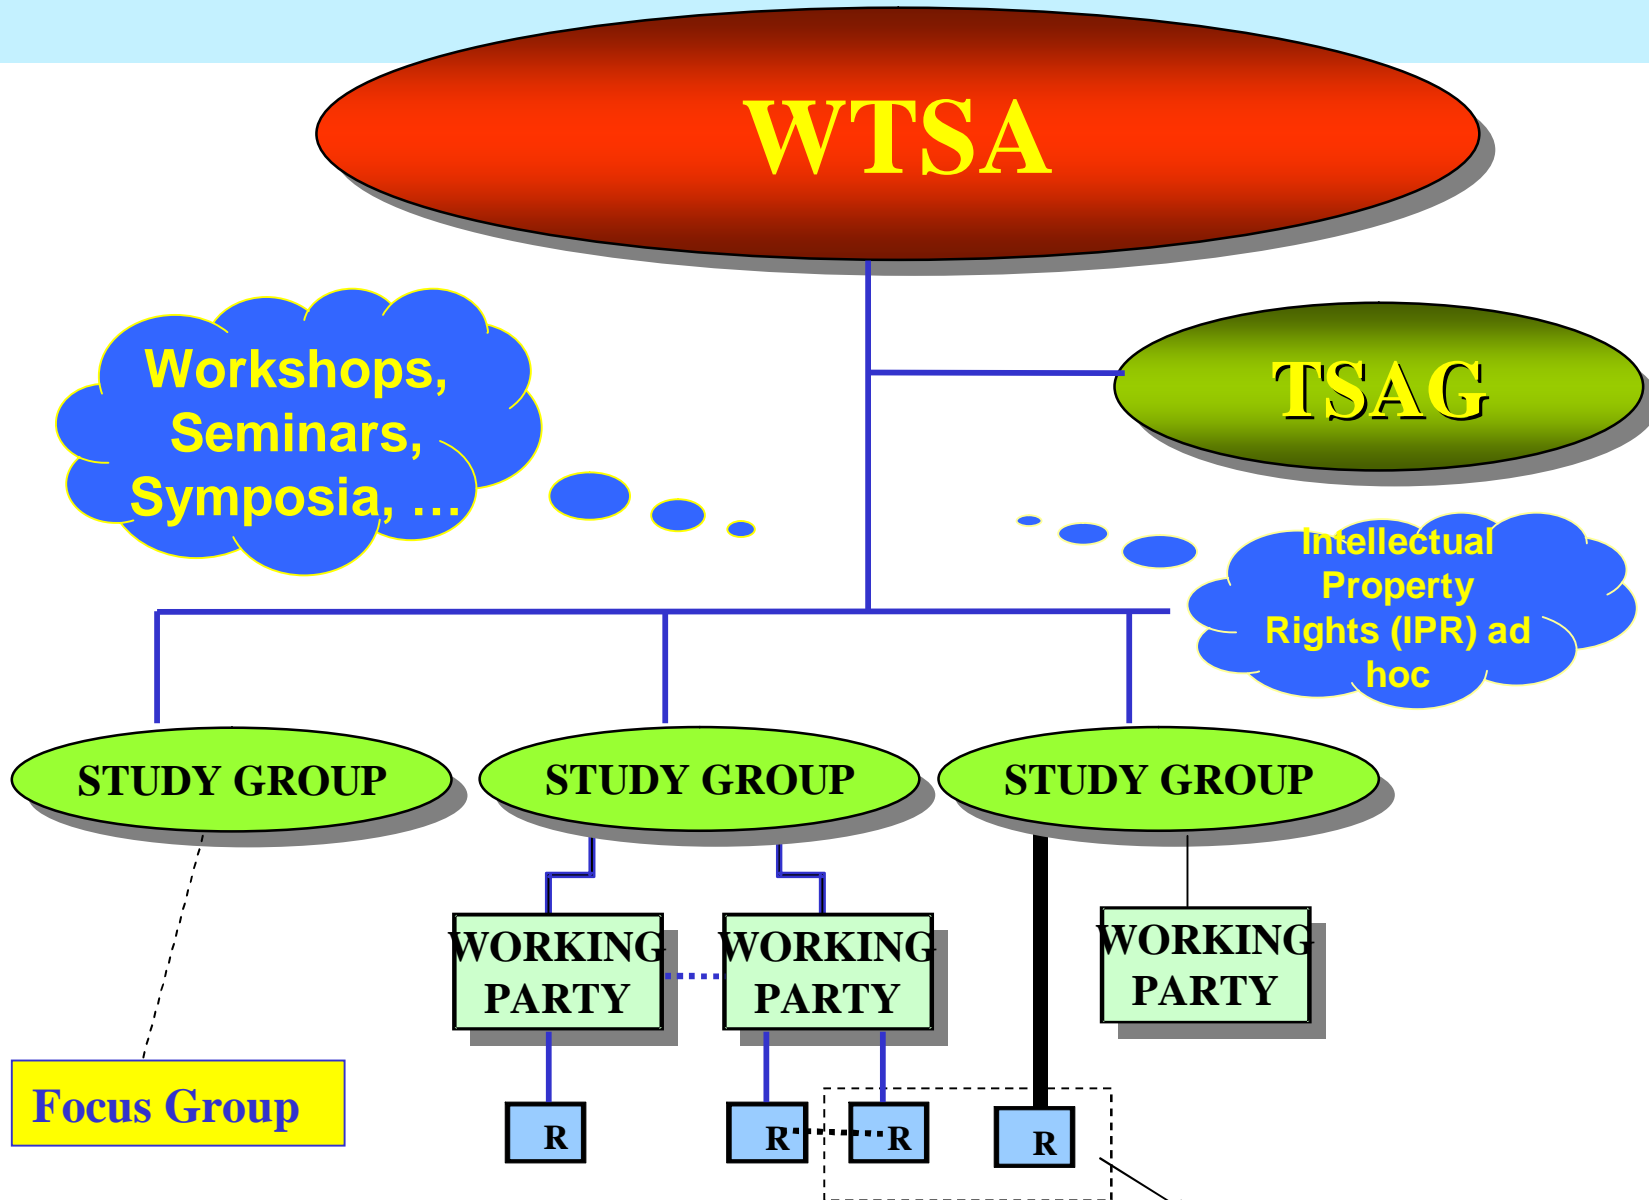 WTSA
TSAG
Workshops,
Seminars,
Symposia, …
Intellectual
Property
Rights (IPR) ad
hoc
STUDY GROUP
STUDY GROUP
STUDY GROUP
WORKING
PARTY
WORKING
PARTY
WORKING
PARTY
Focus Group
R
R
R
R